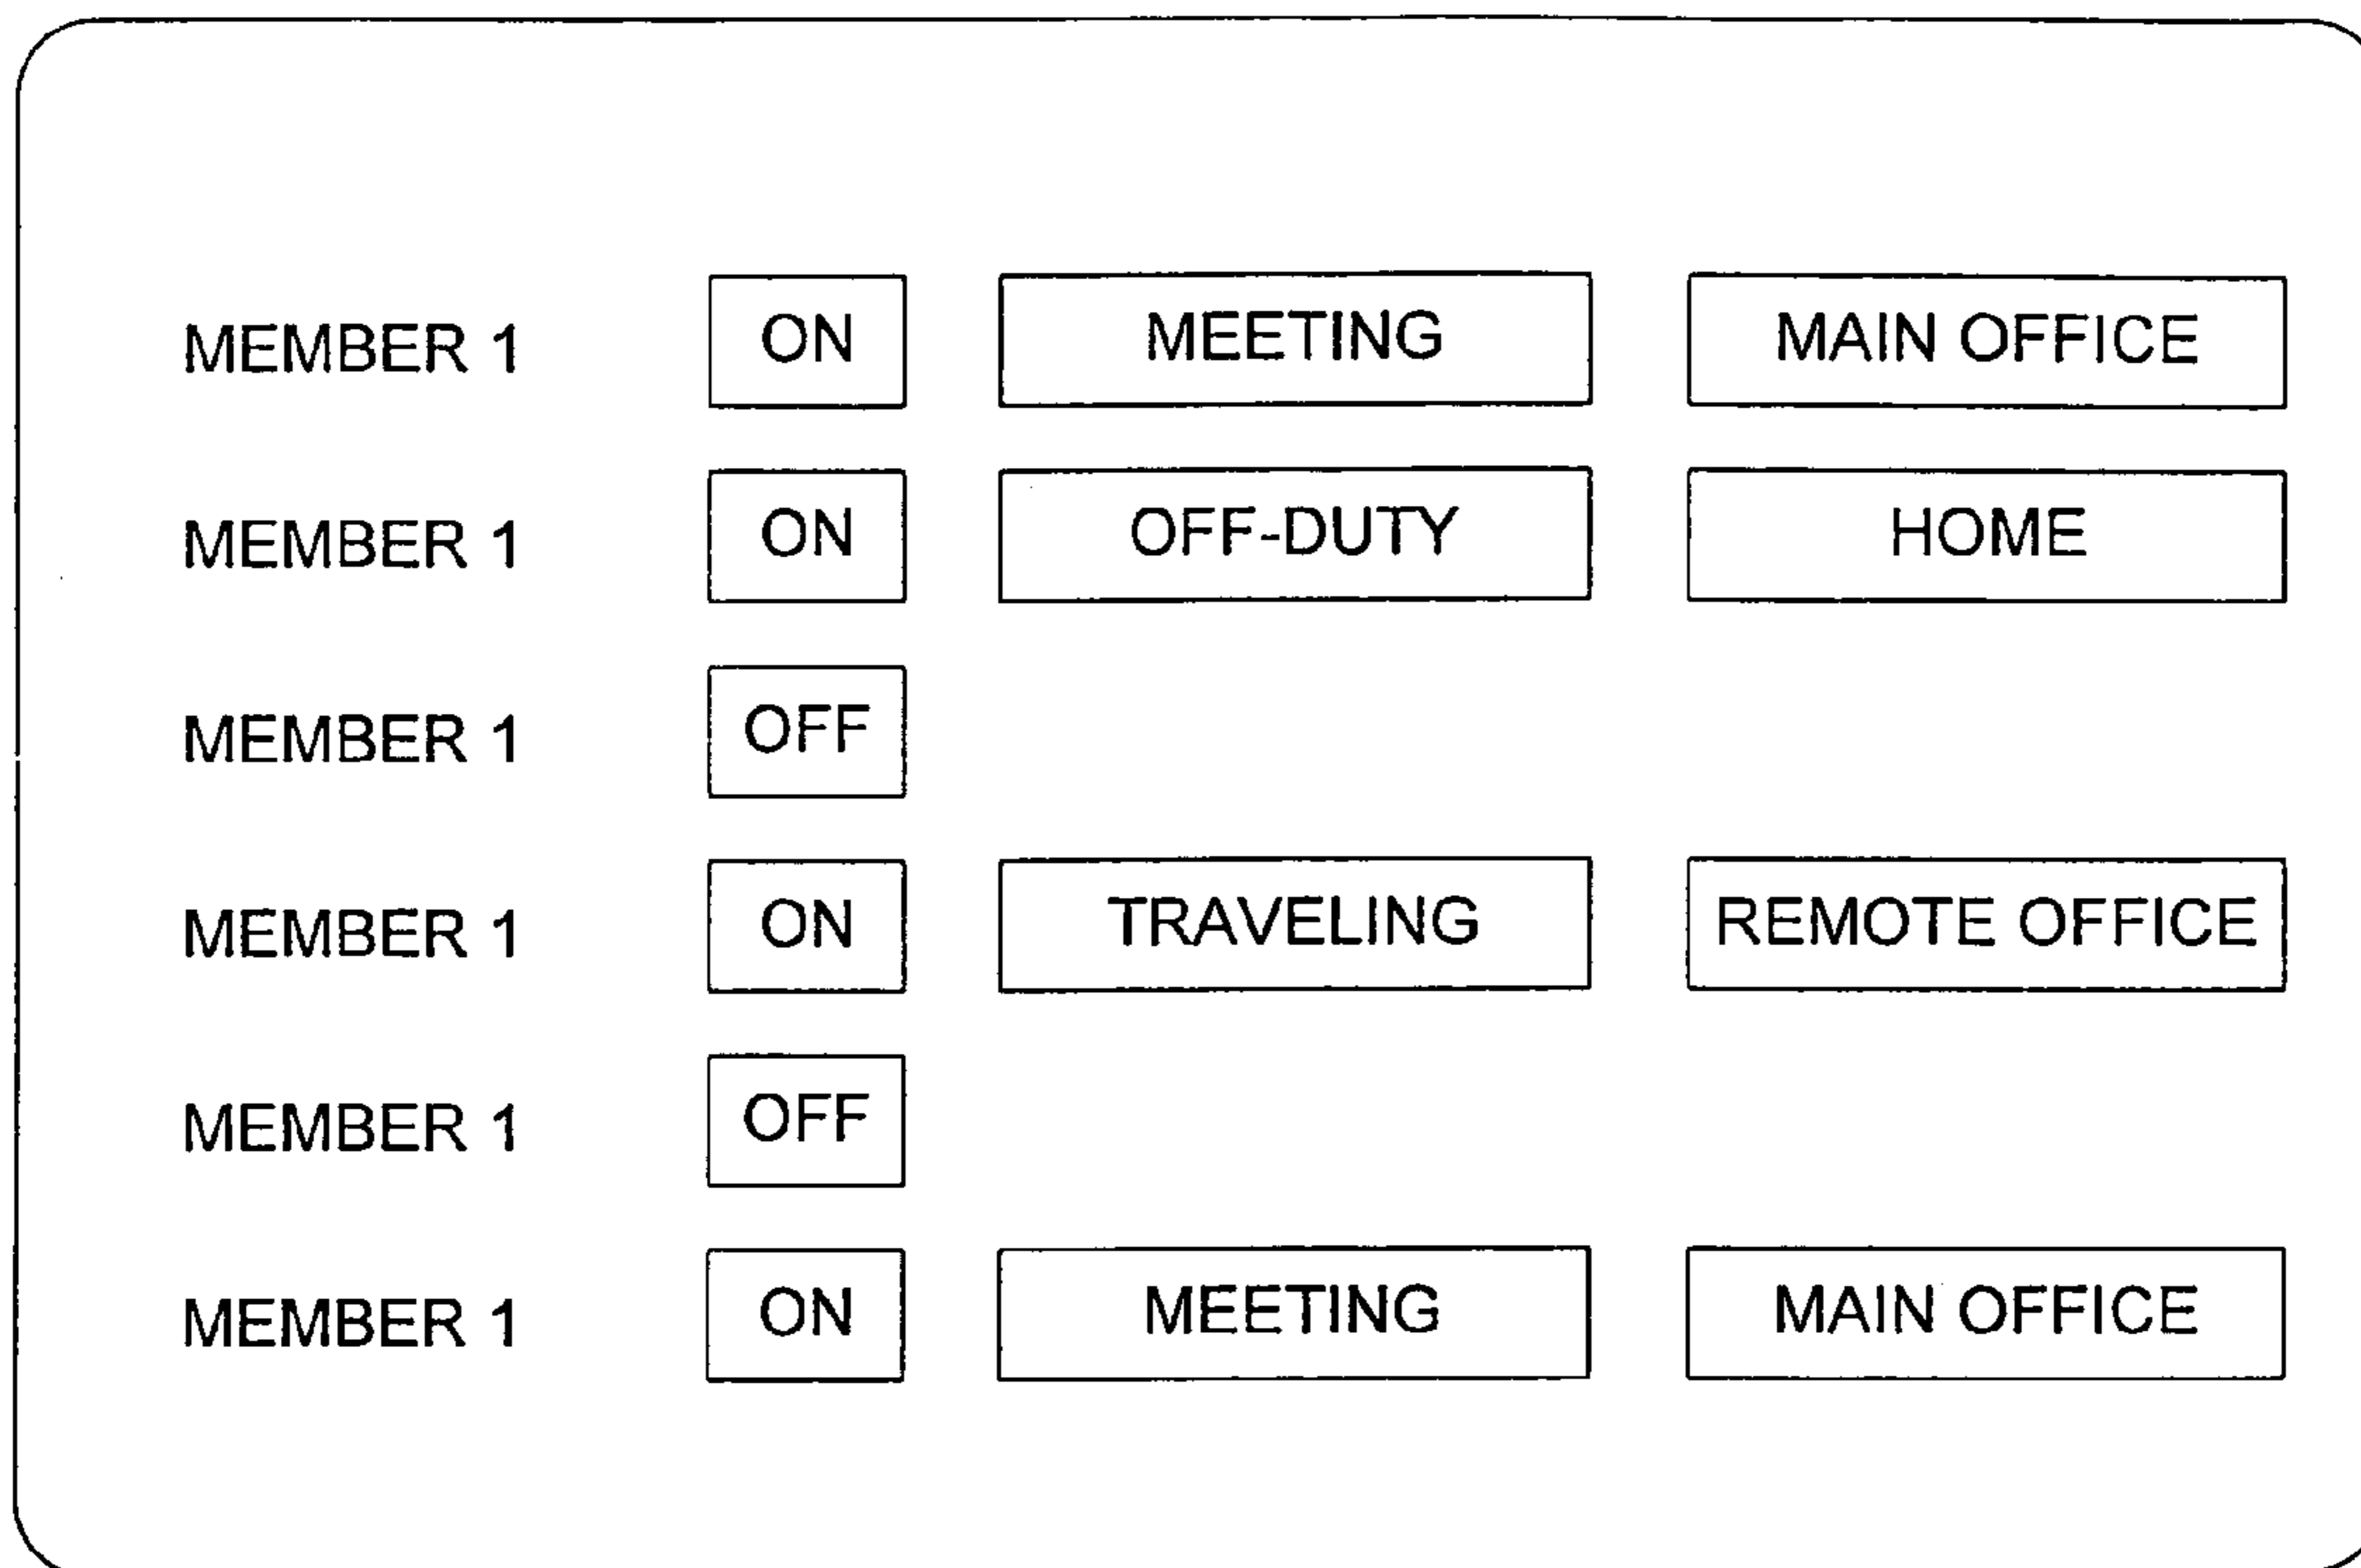 MEMBER 1 ON MEETING MAIN OFFICE
MEMBER 1 ON OFF-DUTY HOME
MEMBER 1 OFF
MEMBER 1 ON TRAVELING REMOTE OFFICE
MEMBER 1 OFF
MEMBER 1 ON MEETING MAIN OFFICE